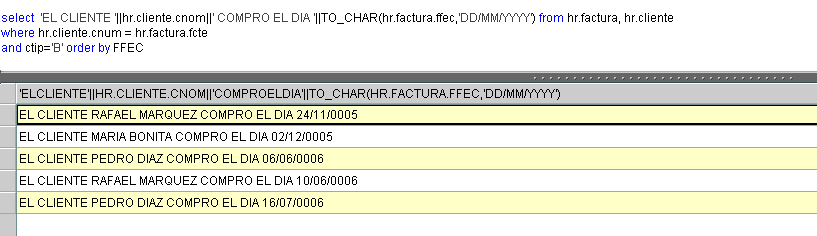 select 'EL CLIENTE '||hr.cliente.cnom||' COMPRO EL DIA '||TO_CHAR(hr.factura.ffec,'DD/MM/YYYY') from hr.factura, hr.cliente
where hr.cliente.cnum = hr.factura.fcte
and ctip='B' order by FFEC
'ELCLIENTE'||HR.CLIENTE.CNOM||'COMPROELDIA'||TO_CHAR(HR.FACTURA.FFEC,'DD/MM/YYYY')
EL CLIENTE RAFAEL MARQUEZ COMPRO EL DIA 24/11/0005
EL CLIENTE MARIA BONITA COMPRO EL DIA 02/12/0005
EL CLIENTE PEDRO DIAZ COMPRO EL DIA 06/06/0006
EL CLIENTE RAFAEL MARQUEZ COMPRO EL DIA 10/06/0006
EL CLIENTE PEDRO DIAZ COMPRO EL DIA 16/07/0006